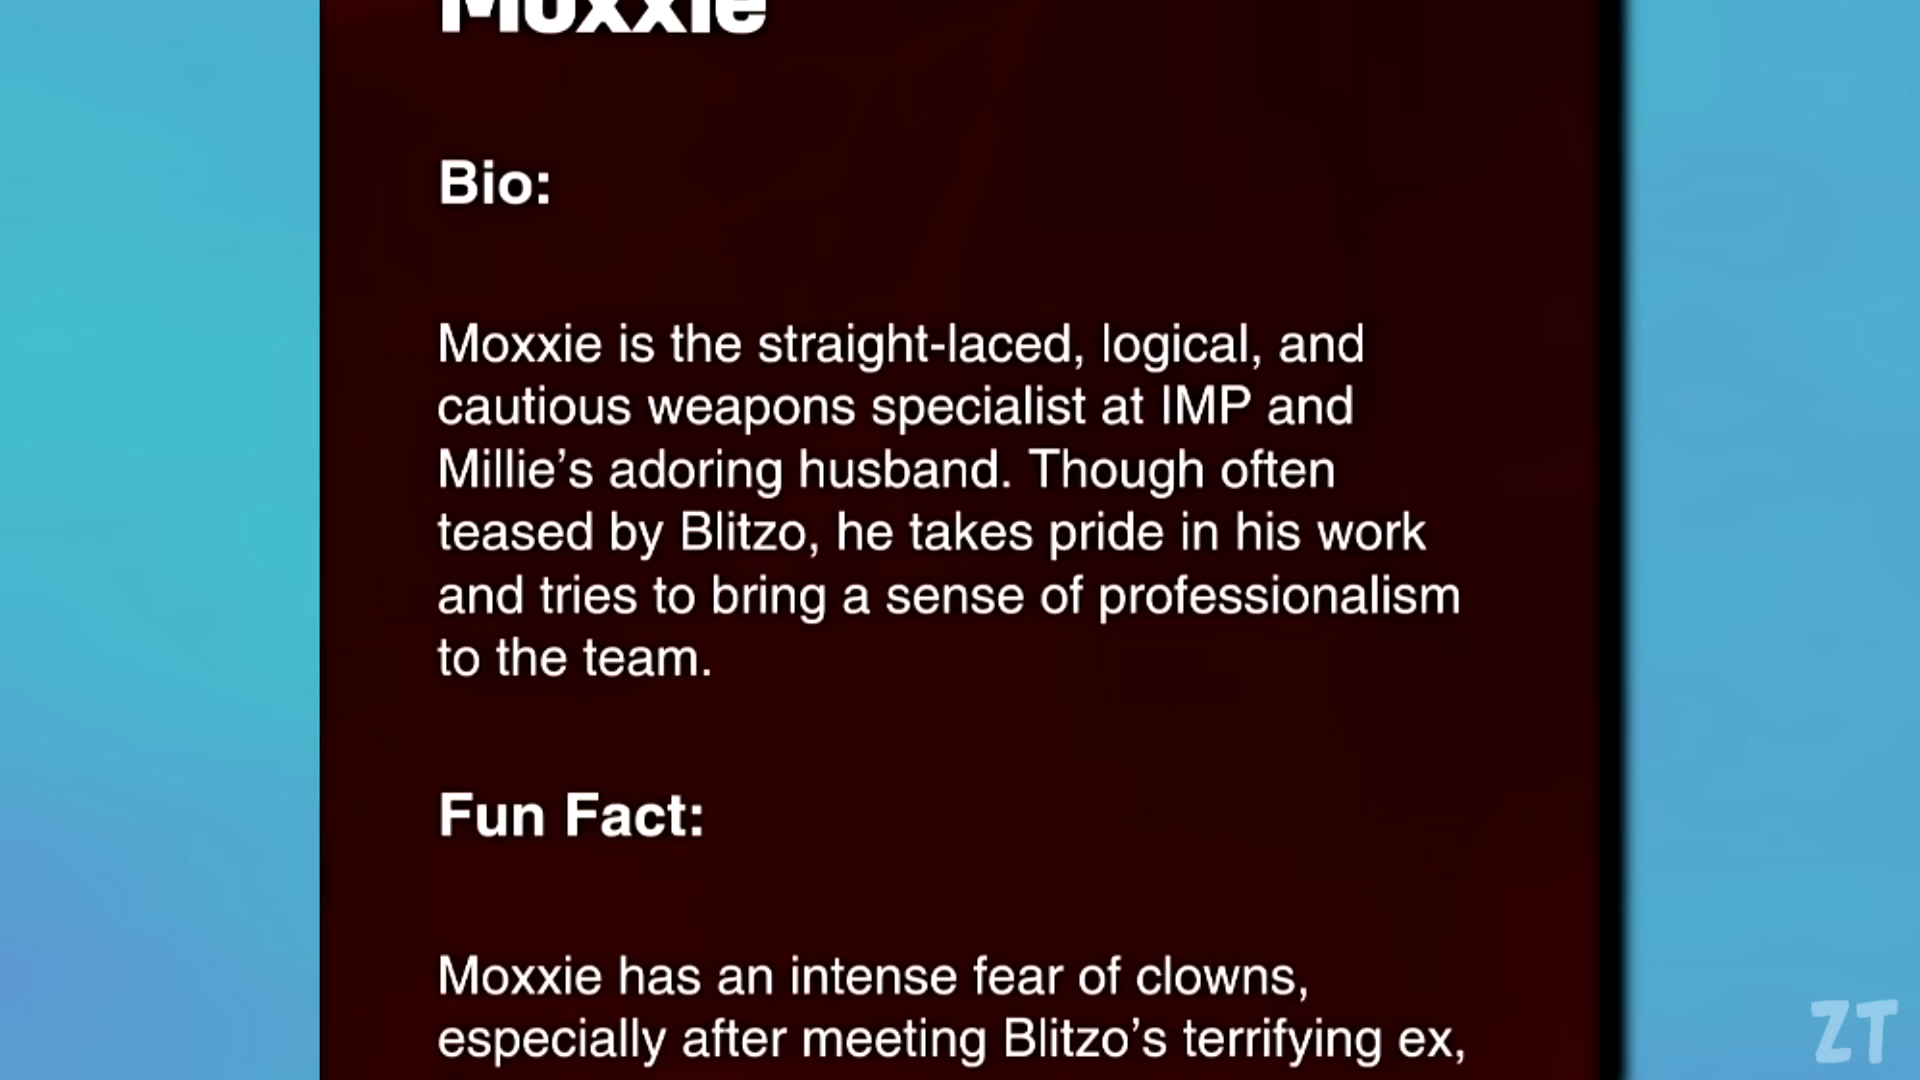 Moxxie
Bio:
Moxxie is the straight-laced, logical, and
cautious weapons specialist at IMP and
Millie’s adoring husband. Though often
teased by Blitzo, he takes pride in his work
and tries to bring a sense of professionalism
to the team.
Fun Fact:
Moxxie has an intense fear of clowns,
especially after meeting Blitzo’s terrifying ex,
ZT